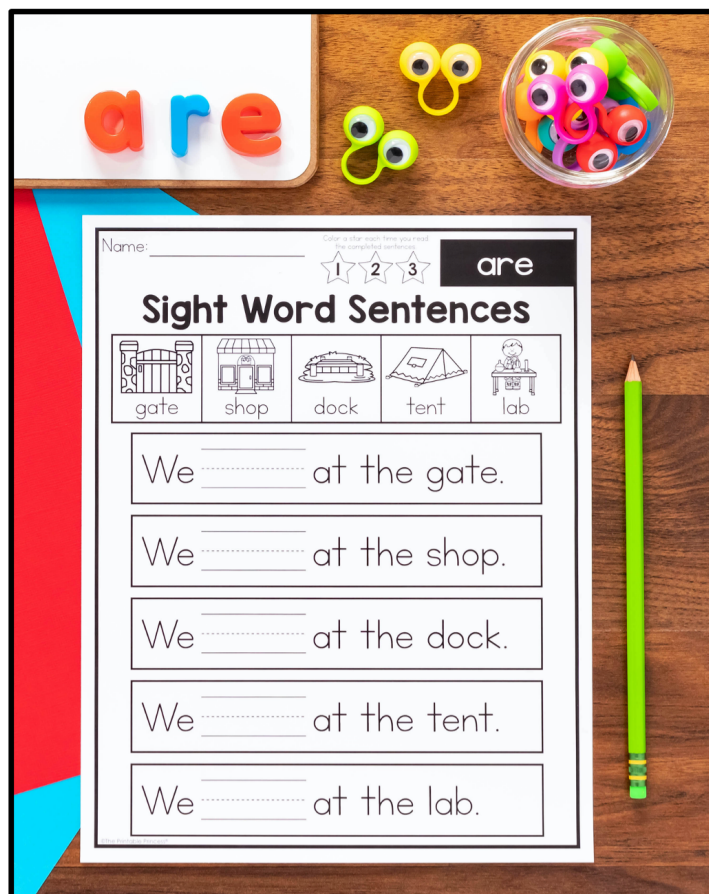 are
Name:
Color a star each time you read
the completed sentences.
1 2 3
are
Sight Word Sentences
gate shop dock tent lab
We at the gate.
We at the shop.
We at the dock.
We at the tent.
We at the lab.